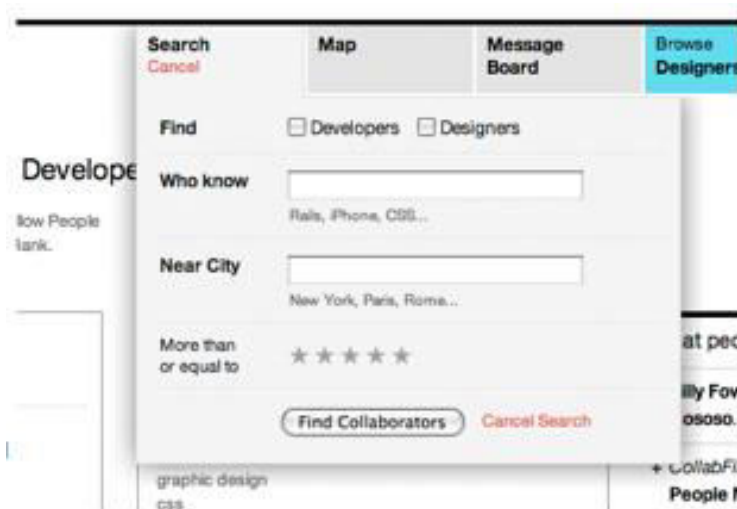 Search
Cancel
Map
Message
Board
Browse
Designers
Find
Developers
Designers
Develope
Who know
Rails, iPhone, CSS...
llow People
Rank.
Near City
New York, Paris, Rome...
More than
or equal to
at peo
illy Fow
ososo.
Find Collaborators
Cancel Search
+ CollabFi
People M
graphic design
css